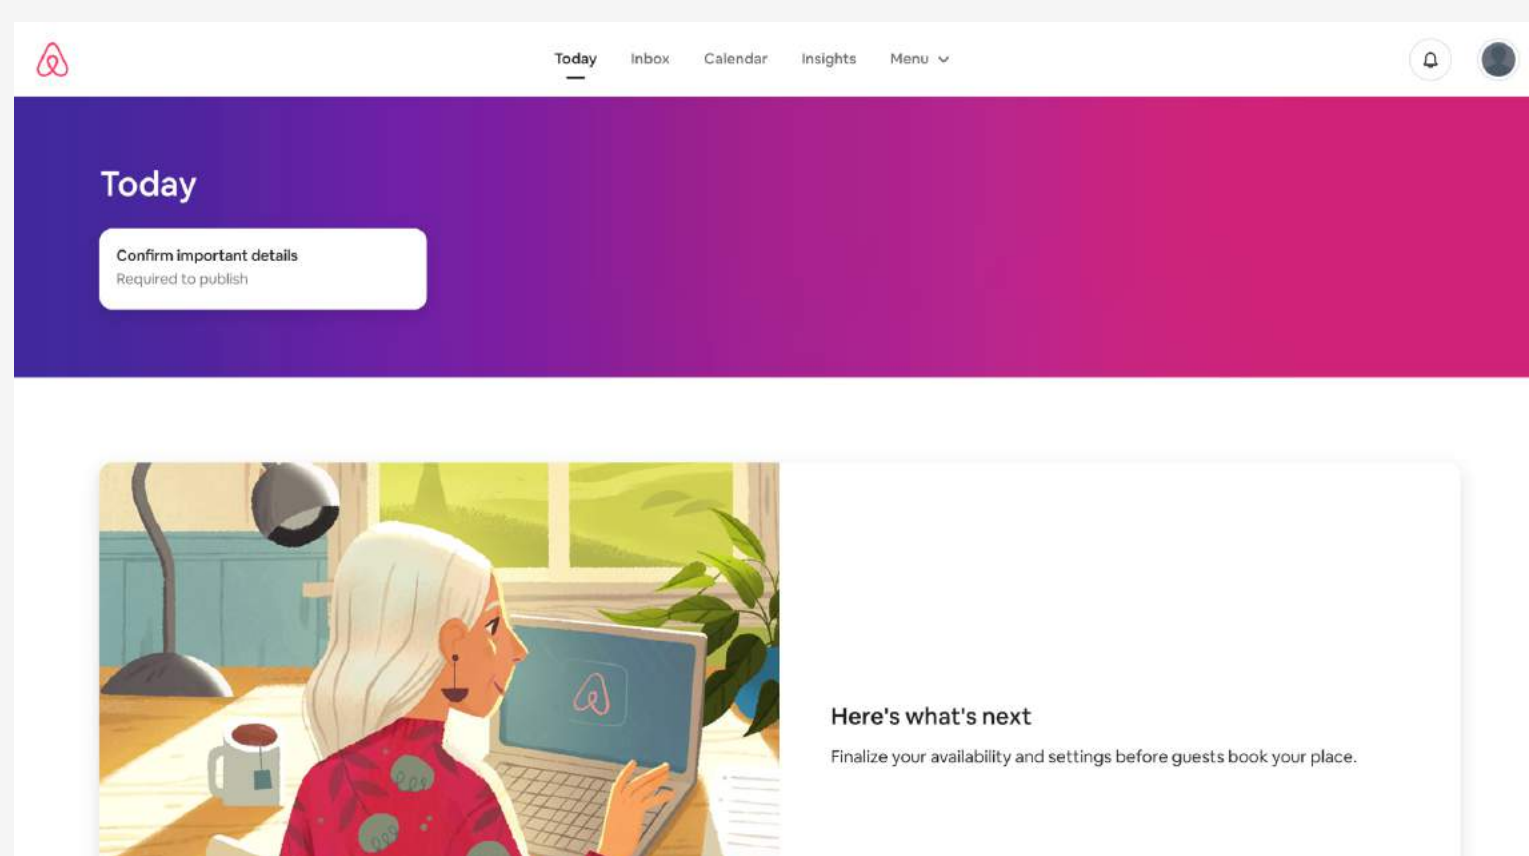 Today
Inbox
Calendar
Insights
Menu
Today
Confirm important details
Required to publish
Here's what's next
Finalize your availability and settings before guests book your place.